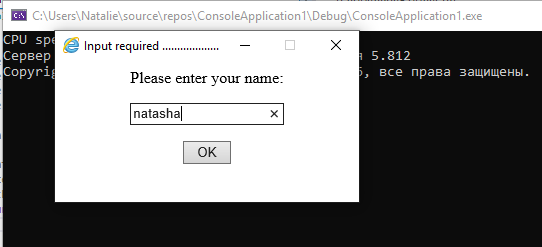 C:\Users\Natalie\source\repos\ConsoleApplication1\Debug\ConsoleApplication1.exe
CPU spe
Input required ...................
Сервер
5.812
Copyrig
, все права защищены.
Please enter your name:
natasha
OK